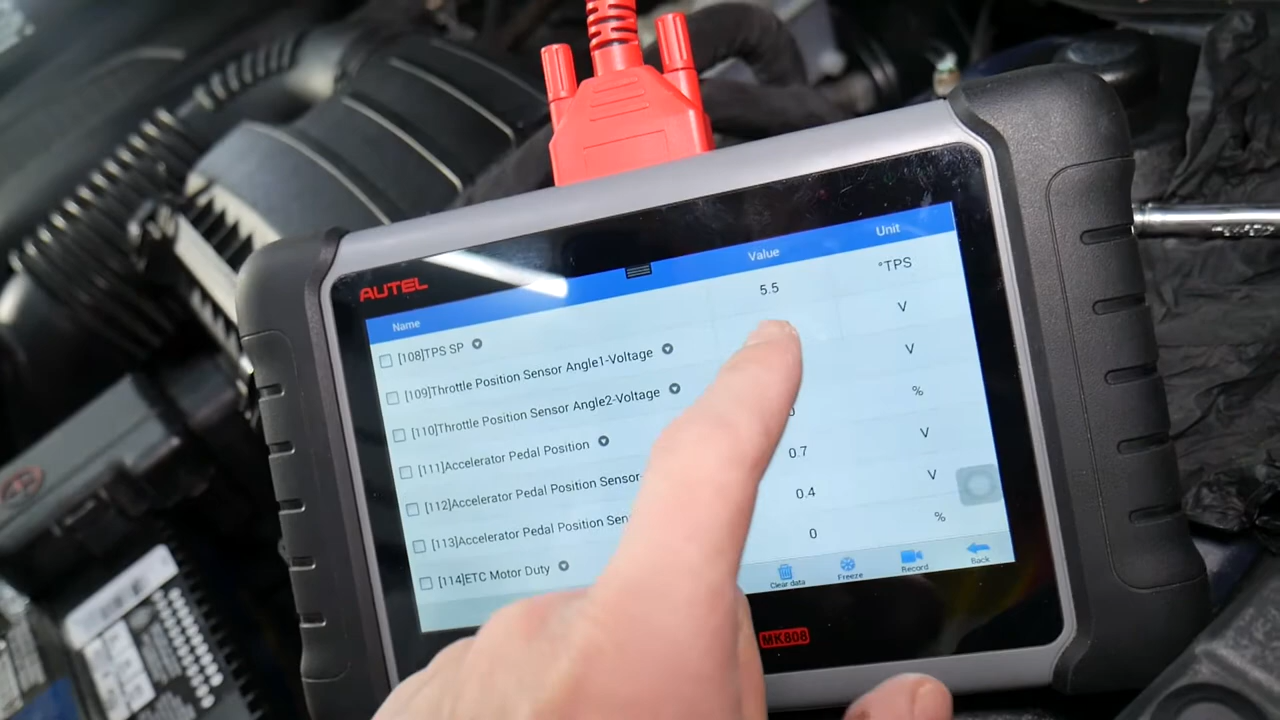 AUTEL
Name Value Unit
[108]TPS SP 5.5 °TPS
[109]Throttle Position Sensor Angle1-Voltage V
[110]Throttle Position Sensor Angle2-Voltage V
[111]Accelerator Pedal Position %
[112]Accelerator Pedal Position Sensor- 0.7 V
[113]Accelerator Pedal Position Sen 0.4 V
[114]ETC Motor Duty 0 %
Clear data Freeze Record Back
MK808